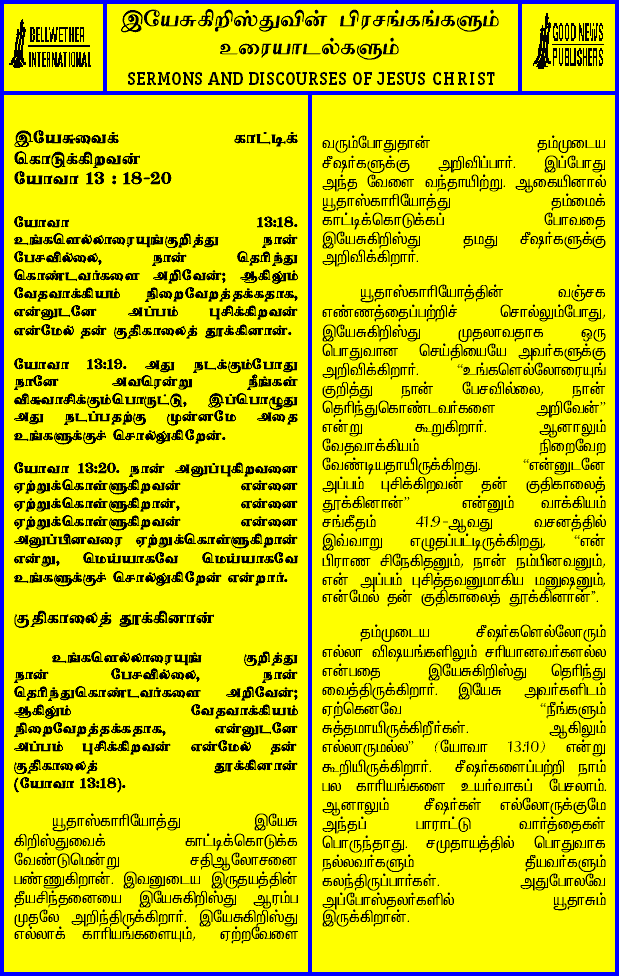 BELLWETHER
INTERNATIONAL
இயேசுகிறிஸ்துவின் பிரசங்கங்களும்
உரையாடல்களும்
SERMONS AND DISCOURSES OF JESUS CHRIST
GOOD NEWS
PUBLISHERS
இயேசுவைக் காட்டிக்
கொடுக்கிறவன்
யோவா 13 : 18-20
யோவா 13:18.
உங்களெல்லாரையுங்குறித்து நான்
பேசவில்லை, நான் தெரிந்து
கொண்டவர்களை அறிவேன்; ஆகிலும்
வேதவாக்கியம் நிறைவேறத்தக்கதாக,
என்னுடனே அப்பம் புசிக்கிறவன்
என்மேல் தன் குதிகாலைத் தூக்கினான்.
யோவா 13:19. அது நடக்கும்போது
நானே அவரென்று நீங்கள்
விசுவாசிக்கும்பொருட்டு, இப்பொழுது
அது நடப்பதற்கு முன்னமே அதை
உங்களுக்குச் சொல்லுகிறேன்.
யோவா 13:20. நான் அனுப்புகிறவனை
ஏற்றுக்கொள்ளுகிறவன் என்னை
ஏற்றுக்கொள்ளுகிறான், என்னை
ஏற்றுக்கொள்ளுகிறவன் என்னை
அனுப்பினவரை ஏற்றுக்கொள்ளுகிறான்
என்று, மெய்யாகவே மெய்யாகவே
உங்களுக்குச் சொல்லுகிறேன் என்றார்.
குதிகாலைத் தூக்கினான்
உங்களெல்லாரையுங் குறித்து
நான் பேசவில்லை, நான்
தெரிந்துகொண்டவர்களை அறிவேன்;
ஆகிலும் வேதவாக்கியம்
நிறைவேறத்தக்கதாக, என்னுடனே
அப்பம் புசிக்கிறவன் என்மேல் தன்
குதிகாலைத் தூக்கினான்
(யோவா 13:18).
யூதாஸ்காரியோத்து இயேசு
கிறிஸ்துவைக் காட்டிக்கொடுக்க
வேண்டுமென்று சதிஆலோசனை
பண்ணுகிறான். இவனுடைய இருதயத்தின்
தீயசிந்தனையை இயேசுகிறிஸ்து ஆரம்ப
முதலே அறிந்திருக்கிறார். இயேசுகிறிஸ்து
எல்லாக் காரியங்களையும், ஏற்றவேளை
வரும்போதுதான் தம்முடைய
சீஷர்களுக்கு அறிவிப்பார். இப்போது
அந்த வேளை வந்தாயிற்று. ஆகையினால்
யூதாஸ்காரியோத்து தம்மைக்
காட்டிக்கொடுக்கப் போவதை
இயேசுகிறிஸ்து தமது சீஷர்களுக்கு
அறிவிக்கிறார்.
யூதாஸ்காரியோத்தின் வஞ்சக
எண்ணத்தைப்பற்றிச் சொல்லும்போது,
இயேசுகிறிஸ்து முதலாவதாக ஒரு
பொதுவான செய்தியையே அவர்களுக்கு
அறிவிக்கிறார். “உங்களெல்லோரையுங்
குறித்து நான் பேசவில்லை, நான்
தெரிந்துகொண்டவர்களை அறிவேன்”
என்று கூறுகிறார். ஆனாலும்
வேதவாக்கியம் நிறைவேற
வேண்டியதாயிருக்கிறது. “என்னுடனே
அப்பம் புசிக்கிறவன் தன் குதிகாலைத்
தூக்கினான்” என்னும் வாக்கியம்
சங்கீதம் 41:9-ஆவது வசனத்தில்
இவ்வாறு எழுதப்பட்டிருக்கிறது, “என்
பிராண சிநேகிதனும், நான் நம்பினவனும்,
என் அப்பம் புசித்தவனுமாகிய மனுஷனும்,
என்மேல் தன் குதிகாலைத் தூக்கினான்”.
தம்முடைய சீஷர்களெல்லோரும்
எல்லா விஷயங்களிலும் சரியானவர்களல்ல
என்பதை இயேசுகிறிஸ்து தெரிந்து
வைத்திருக்கிறார். இயேசு அவர்களிடம்
ஏற்கெனவே “நீங்களும்
சுத்தமாயிருக்கிறீர்கள். ஆகிலும்
எல்லாருமல்ல” (யோவா 13:10) என்று
கூறியிருக்கிறார். சீஷர்களைப்பற்றி நாம்
பல காரியங்களை உயர்வாகப் பேசலாம்.
ஆனாலும் சீஷர்கள் எல்லோருக்குமே
அந்தப் பாராட்டு வார்த்தைகள்
பொருந்தாது. சமுதாயத்தில் பொதுவாக
நல்லவர்களும் தீயவர்களும்
கலந்திருப்பார்கள். அதுபோலவே
அப்போஸ்தலர்களில் யூதாசும்
இருக்கிறான்.